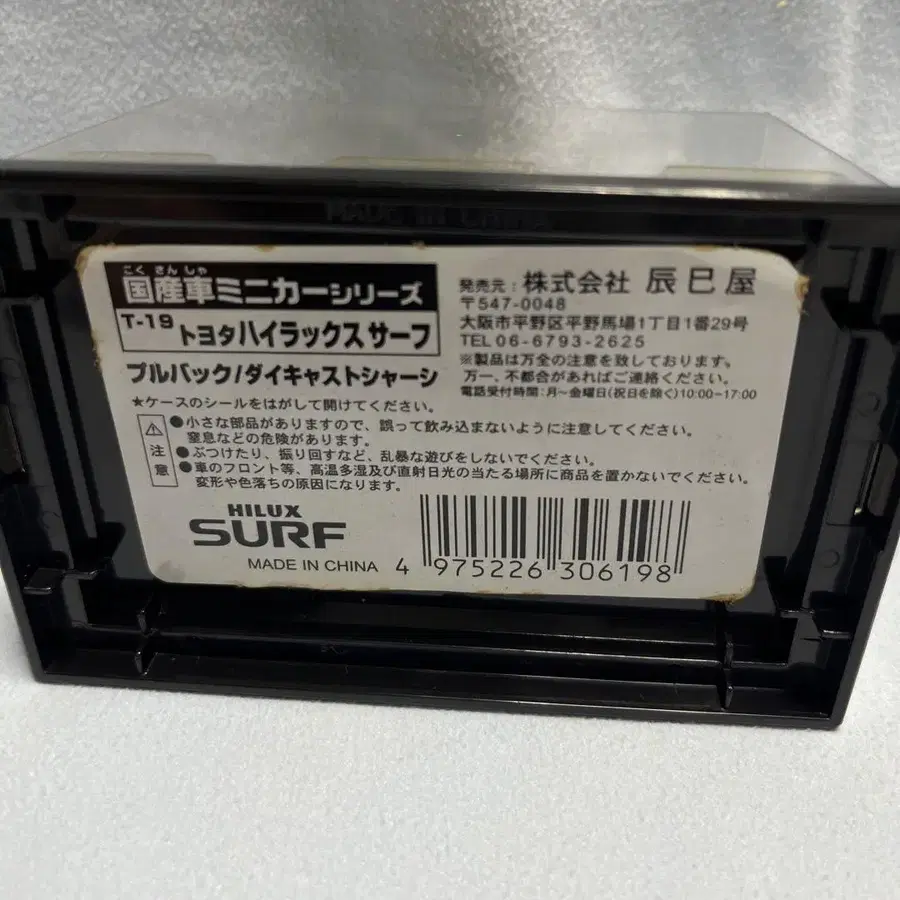 MADE IN CHINA
こくさんしゃ
国産車ミニカーシリーズ
T-19 トヨタハイラックスサーフ
プルバック/ダイキャストシャーシ
★ケースのシールをはがして開けてください。
発売元:株式会社 辰巳屋
〒547-0048
大阪市平野区平野馬場1丁目1番29号
TEL 06-6793-2625
※製品は万全の注意を致しております。
万一、不都合があればご連絡ください。
電話受付時間:月~金曜日(祝日を除く)10:00~17:00
注意
●小さな部品がありますので、誤って飲み込まないように注意してください。
窒息などの危険があります。
●ぶつけたり、振り回すなど、乱暴な遊びをしないでください。
●車のフロント等、高温多湿及び直射日光の当たる場所に商品を置かないでください。
変形や色落ちの原因になります。
HILUX
SURF
MADE IN CHINA
4 975226 306198